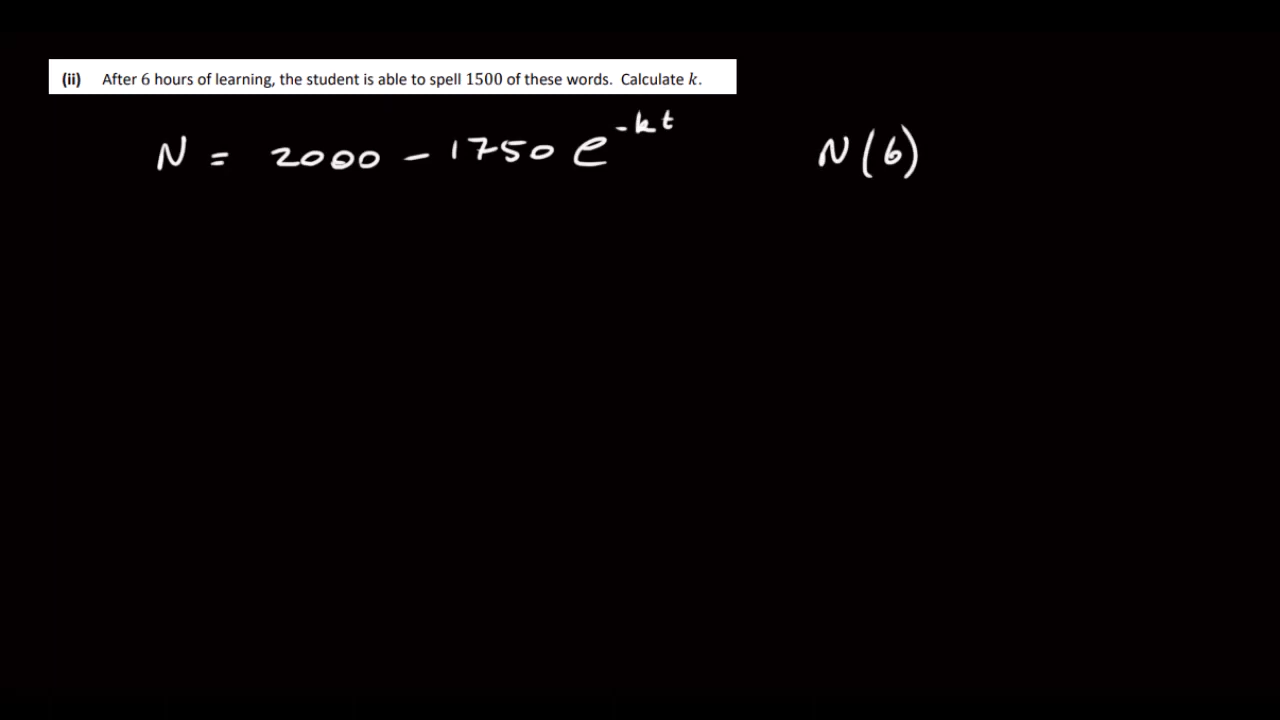 (ii) After 6 hours of learning, the student is able to spell 1500 of these words. Calculate k.
N = 2000 - 1750 e^{-kt} N(6)